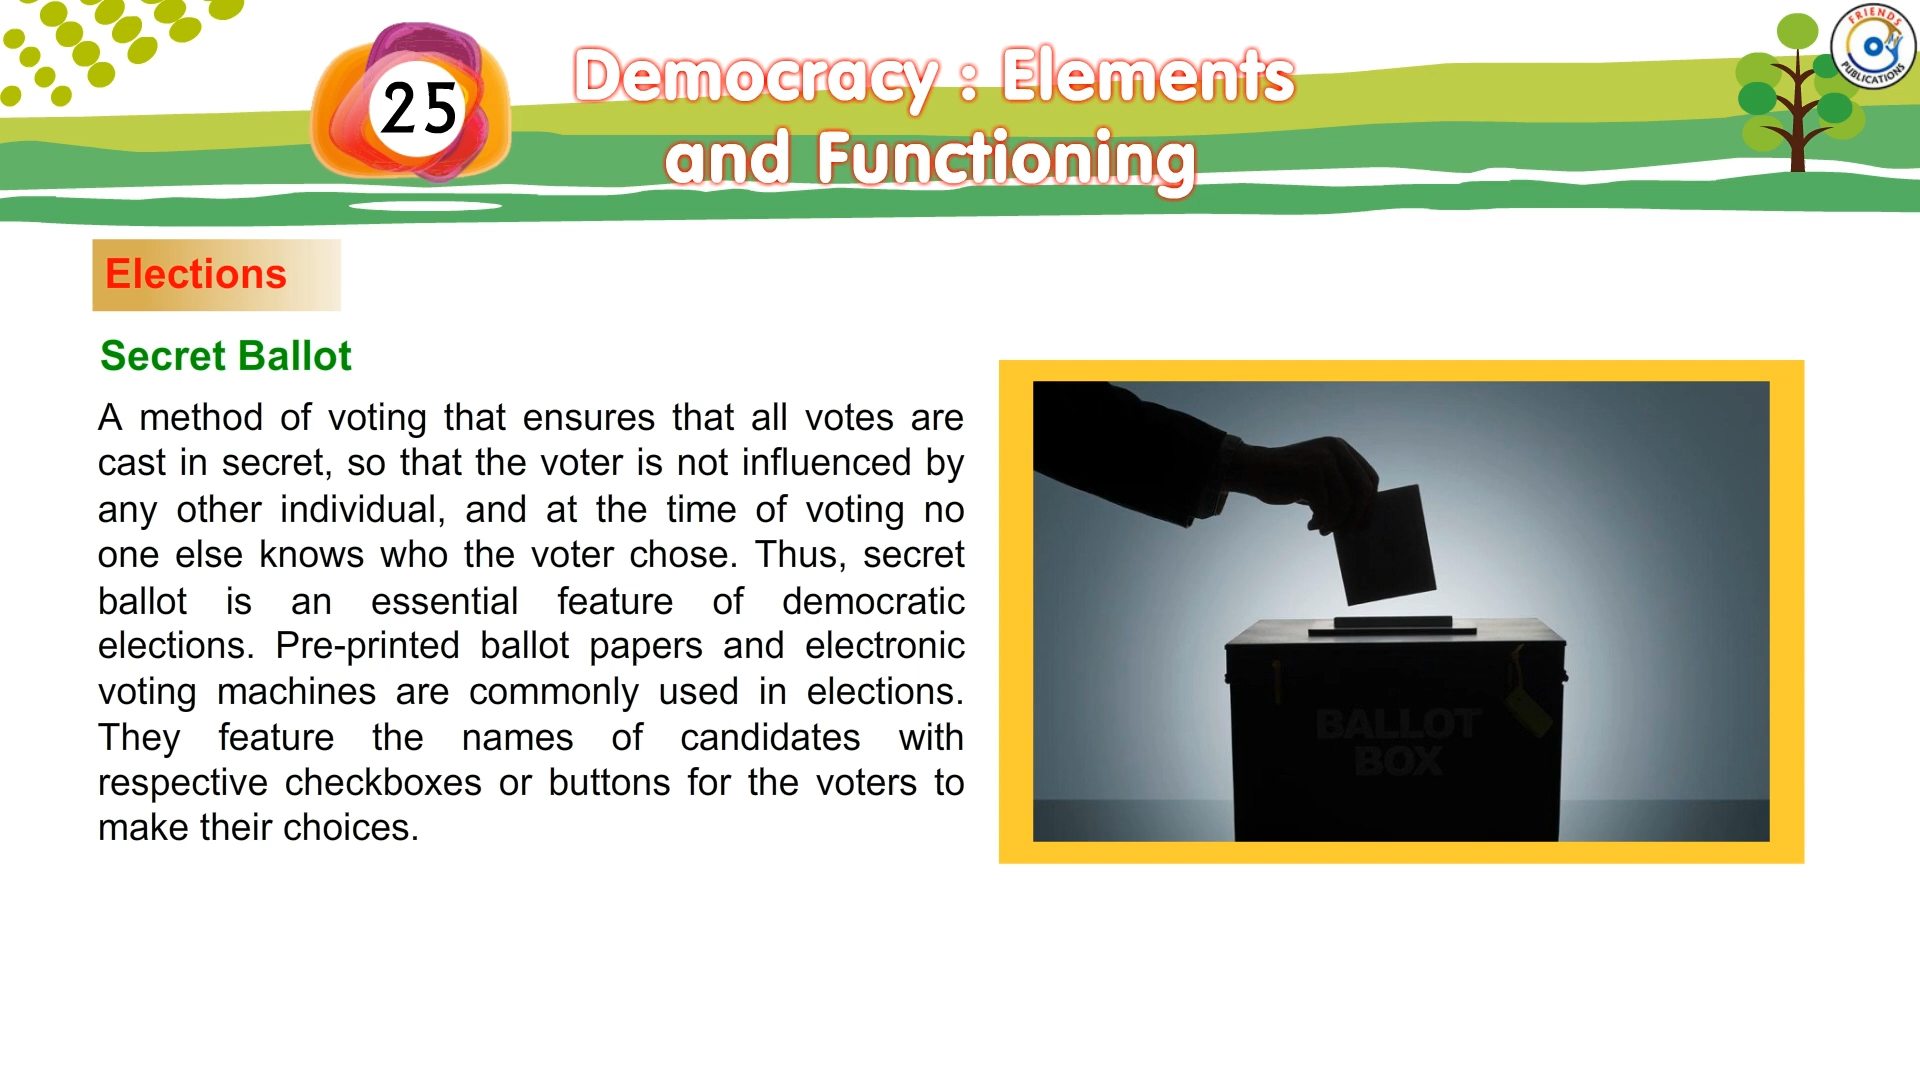 25
Democracy : Elements
and Functioning
FRIENDS
PUBLICATIONS
Elections
Secret Ballot
A method of voting that ensures that all votes are
cast in secret, so that the voter is not influenced by
any other individual, and at the time of voting no
one else knows who the voter chose. Thus, secret
ballot is an essential feature of democratic
elections. Pre-printed ballot papers and electronic
voting machines are commonly used in elections.
They feature the names of candidates with
respective checkboxes or buttons for the voters to
make their choices.
BALLOT
BOX